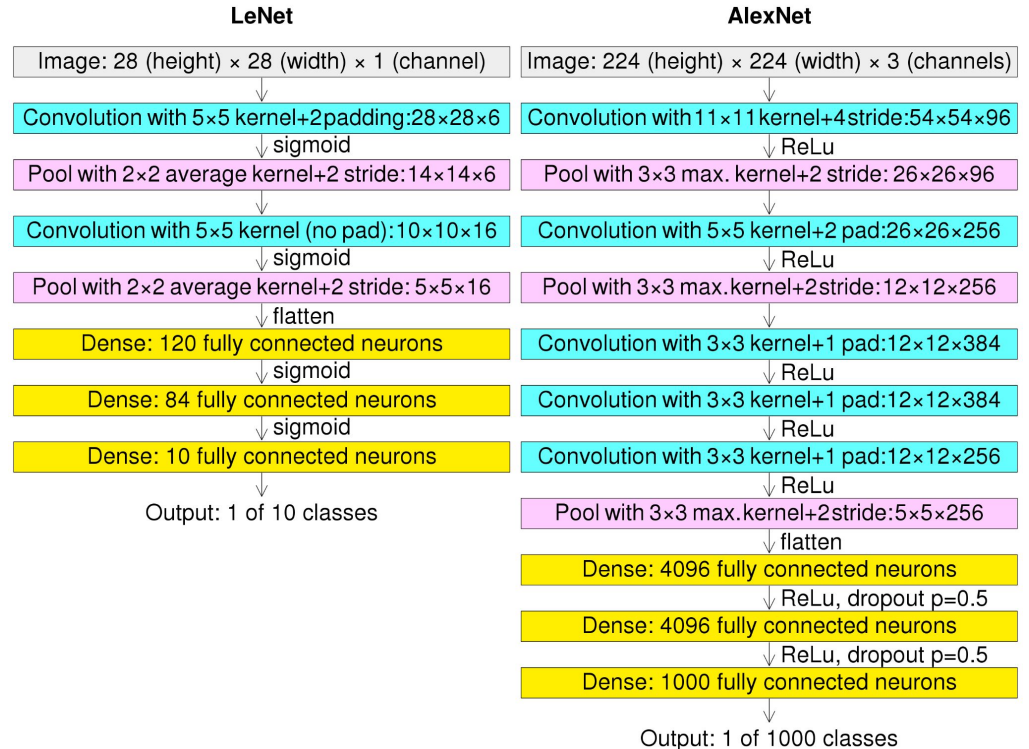 LeNet
Image: 28 (height) × 28 (width) × 1 (channel)
Convolution with 5×5 kernel+2padding:28×28×6
sigmoid
Pool with 2×2 average kernel+2 stride:14×14×6
Convolution with 5×5 kernel (no pad):10×10×16
sigmoid
Pool with 2×2 average kernel+2 stride: 5×5×16
flatten
Dense: 120 fully connected neurons
sigmoid
Dense: 84 fully connected neurons
sigmoid
Dense: 10 fully connected neurons
Output: 1 of 10 classes
AlexNet
Image: 224 (height) × 224 (width) × 3 (channels)
Convolution with 11×11 kernel+4 stride:54×54×96
ReLu
Pool with 3×3 max. kernel+2 stride: 26×26×96
Convolution with 5×5 kernel+2 pad:26×26×256
ReLu
Pool with 3×3 max.kernel+2stride:12×12×256
Convolution with 3×3 kernel+1 pad:12×12×384
ReLu
Convolution with 3×3 kernel+1 pad:12×12×384
ReLu
Convolution with 3×3 kernel+1 pad:12×12×256
ReLu
Pool with 3×3 max.kernel+2stride:5×5×256
flatten
Dense: 4096 fully connected neurons
ReLu, dropout p=0.5
Dense: 4096 fully connected neurons
ReLu, dropout p=0.5
Dense: 1000 fully connected neurons
Output: 1 of 1000 classes